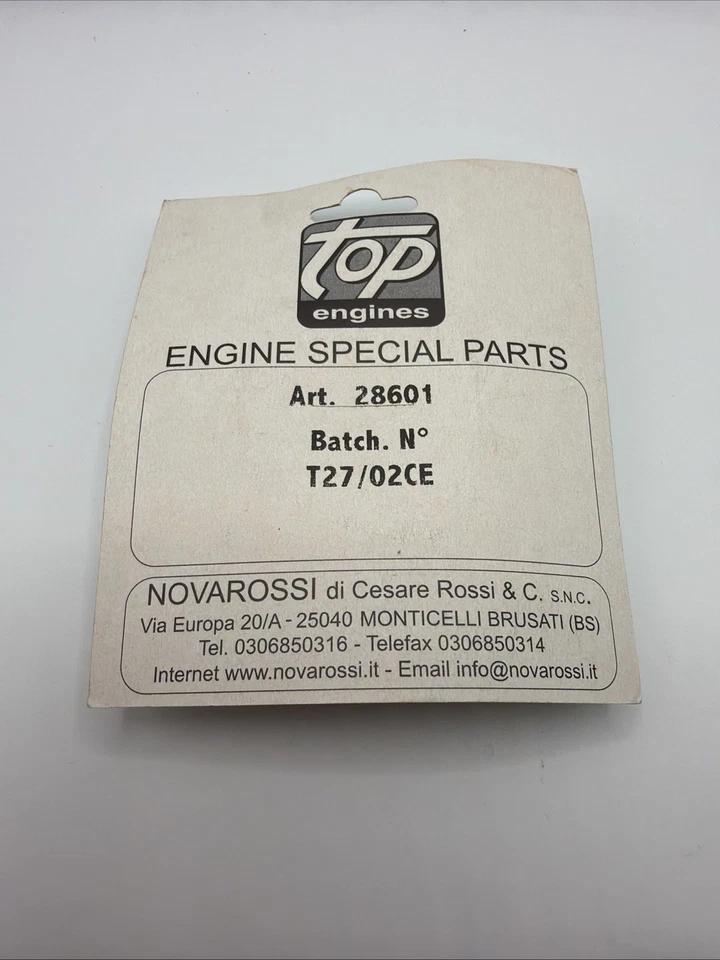 top
engines
ENGINE SPECIAL PARTS
Art. 28601
Batch. N°
T27/02CE
NOVAROSSI di Cesare Rossi & C. S.N.C.
Via Europa 20/A - 25040 MONTICELLI BRUSATI (BS)
Tel. 0306850316 - Telefax 0306850314
Internet www.novarossi.it - Email info@novarossi.it